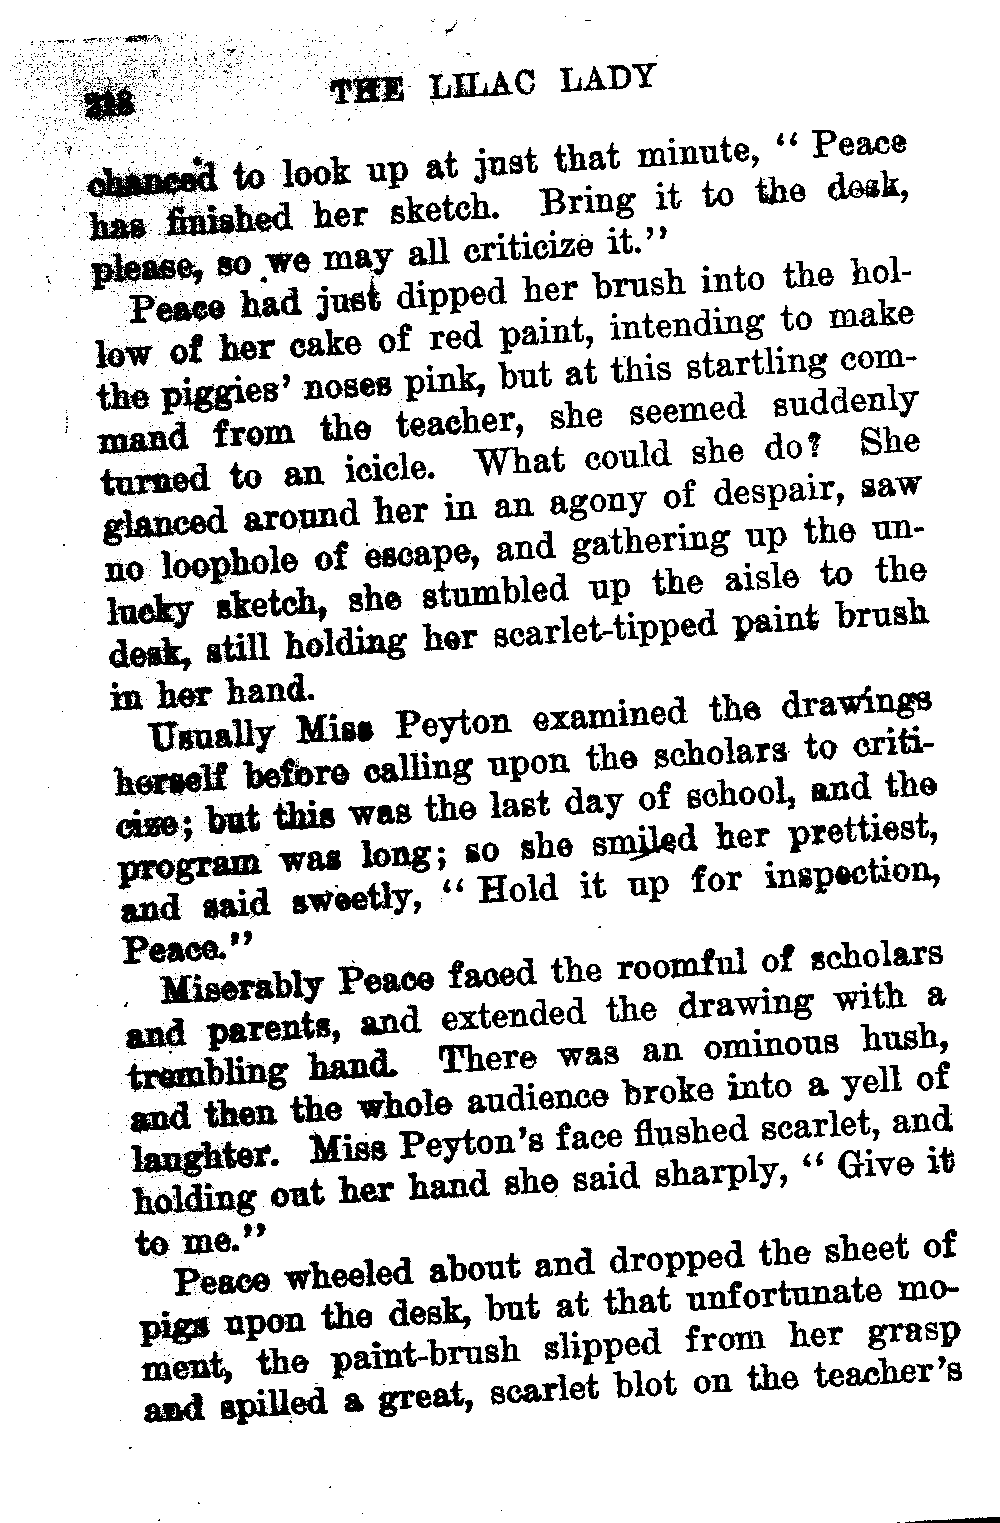 218 THE LILAC LADY
chanced to look up at just that minute, “ Peace
has finished her sketch. Bring it to the desk,
please, so we may all criticize it.”
Peace had just dipped her brush into the hol-
low of her cake of red paint, intending to make
the piggies’ noses pink, but at this startling com-
mand from the teacher, she seemed suddenly
turned to an icicle. What could she do? She
glanced around her in an agony of despair, saw
no loophole of escape, and gathering up the un-
lucky sketch, she stumbled up the aisle to the
desk, still holding her scarlet-tipped paint brush
in her hand.
Usually Miss Peyton examined the drawings
herself before calling upon the scholars to criti-
cize; but this was the last day of school, and the
program was long; so she smiled her prettiest,
and said sweetly, “ Hold it up for inspection,
Peace.”
Miserably Peace faced the roomful of scholars
and parents, and extended the drawing with a
trembling hand. There was an ominous hush,
and then the whole audience broke into a yell of
laughter. Miss Peyton’s face flushed scarlet, and
holding out her hand she said sharply, “ Give it
to me.”
Peace wheeled about and dropped the sheet of
pigs upon the desk, but at that unfortunate mo-
ment, the paint-brush slipped from her grasp
and spilled a great, scarlet blot on the teacher’s